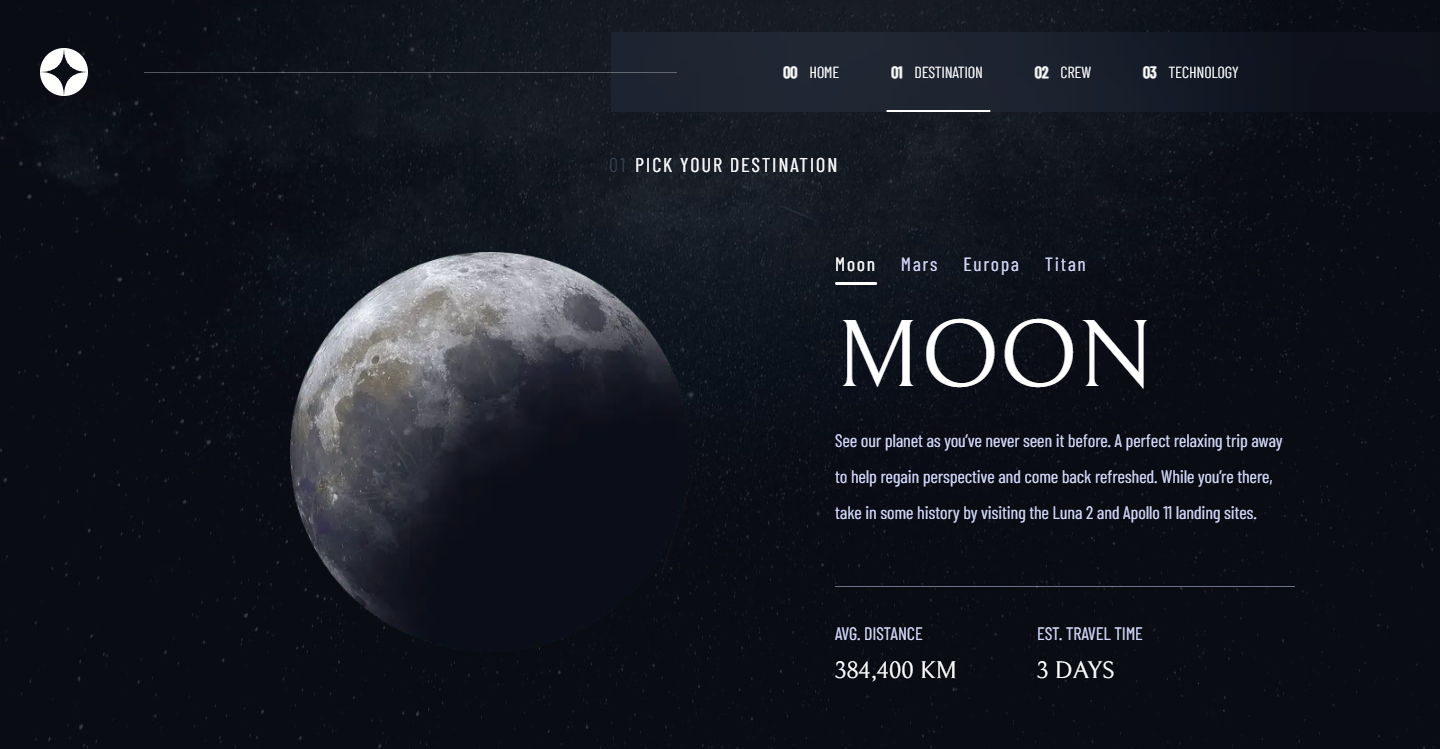 00 HOME 01 DESTINATION 02 CREW 03 TECHNOLOGY
01 PICK YOUR DESTINATION
Moon Mars Europa Titan
MOON
See our planet as you’ve never seen it before. A perfect relaxing trip away
to help regain perspective and come back refreshed. While you’re there,
take in some history by visiting the Luna 2 and Apollo 11 landing sites.
AVG. DISTANCE EST. TRAVEL TIME
384,400 KM 3 DAYS